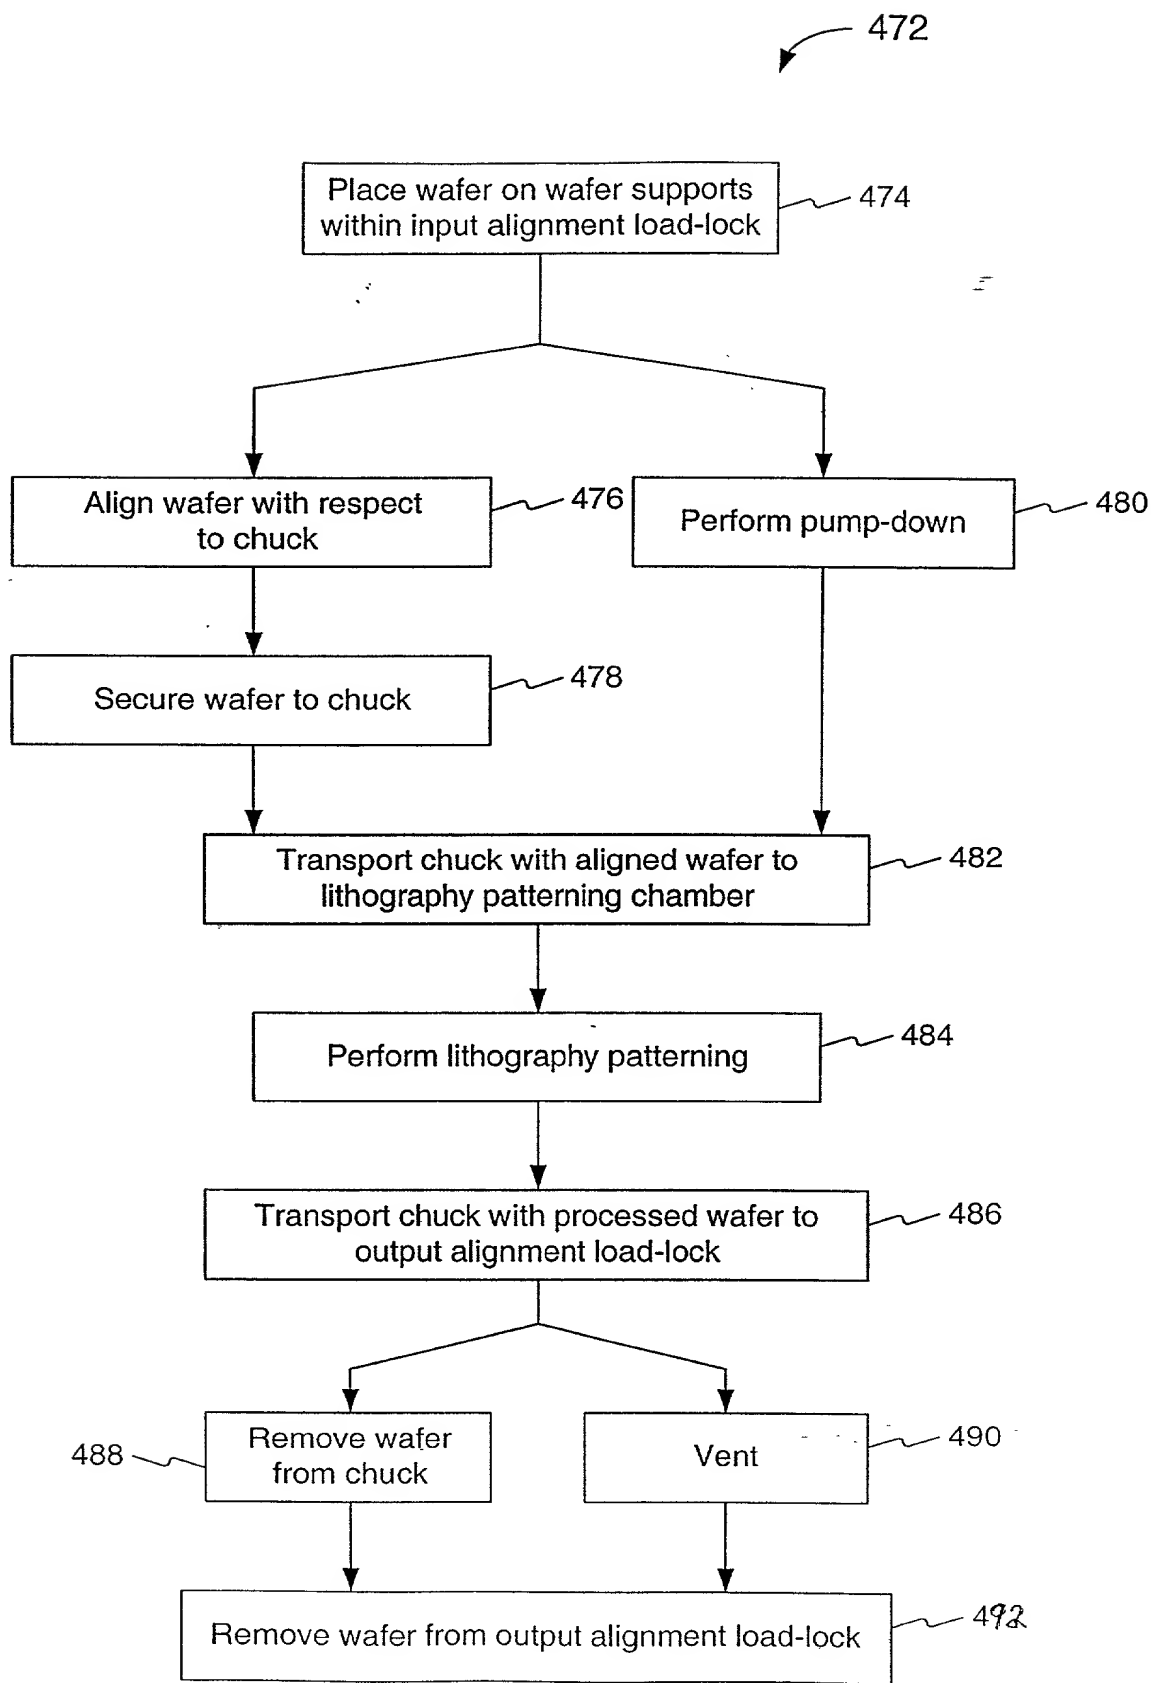 472
Place wafer on wafer supports
within input alignment load-lock
474
Align wafer with respect
to chuck
476
Perform pump-down
480
Secure wafer to chuck
478
Transport chuck with aligned wafer to
lithography patterning chamber
482
Perform lithography patterning
484
Transport chuck with processed wafer to
output alignment load-lock
486
488
Remove wafer
from chuck
Vent
490
Remove wafer from output alignment load-lock
492